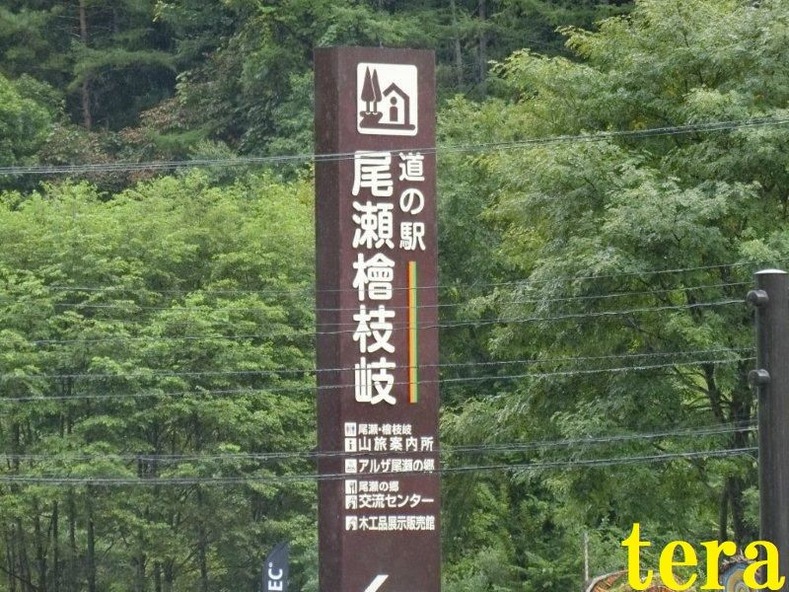 道の駅
尾瀬檜枝岐
尾瀬・檜枝岐
山旅案内所
アルザ尾瀬の郷
尾瀬の郷
交流センター
木工品展示販売館
EC
tera